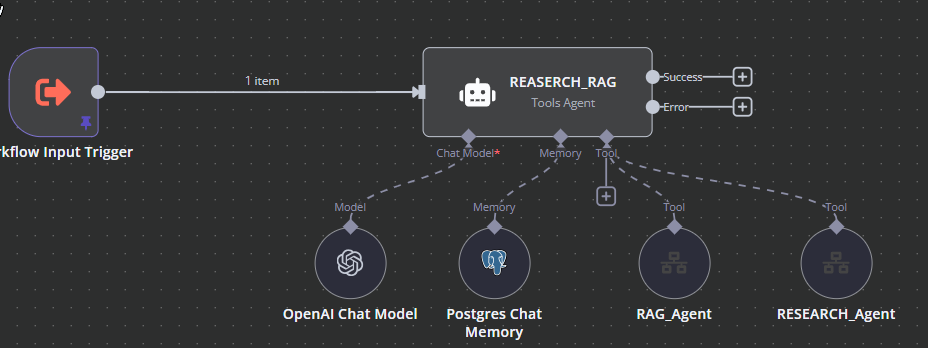 rkflow Input Trigger
1 item
REASERCH_RAG
Tools Agent
Success
Error
Chat Model*
Memory
Tool
Model
Memory
Tool
Tool
OpenAI Chat Model
Postgres Chat
Memory
RAG_Agent
RESEARCH_Agent